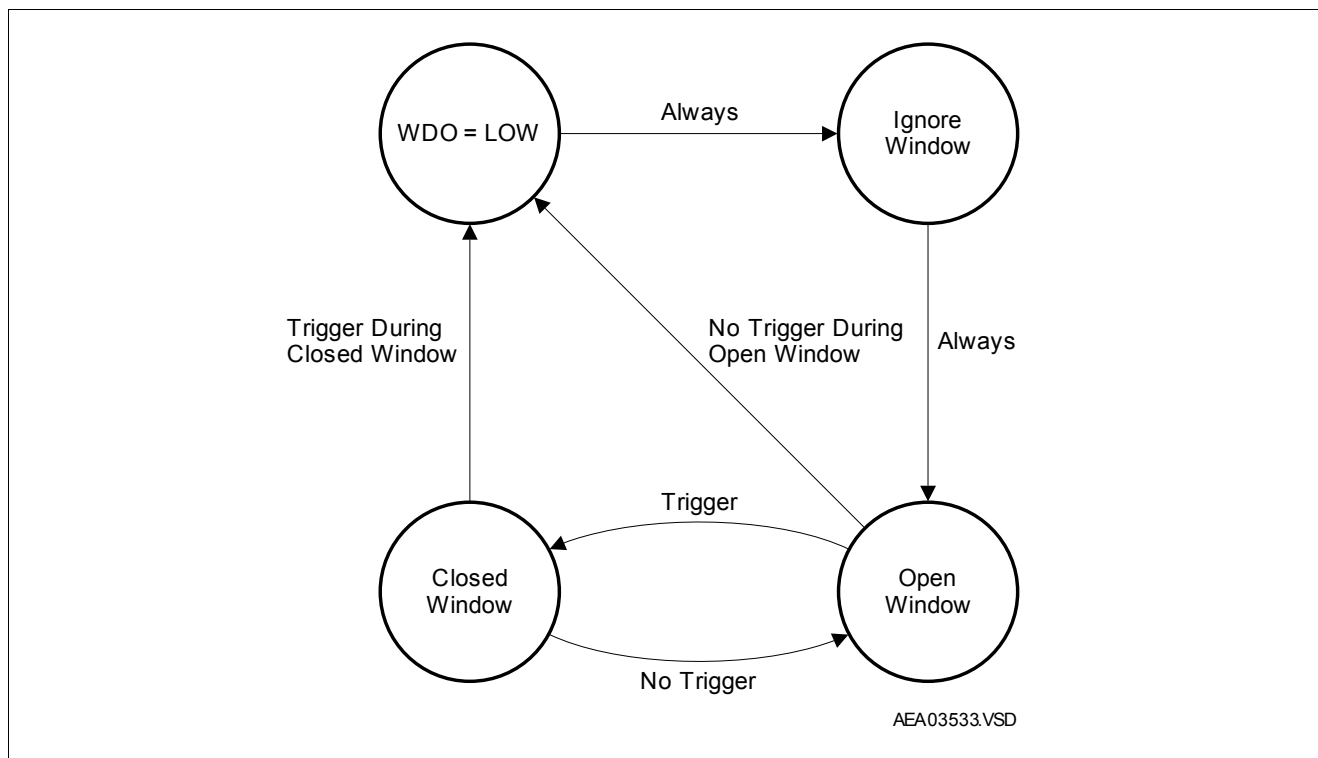 WDO = LOW
Always
Ignore
Window
Trigger During
Closed Window
No Trigger During
Open Window
Always
Trigger
Closed
Window
Open
Window
No Trigger
AEA03533.VSD